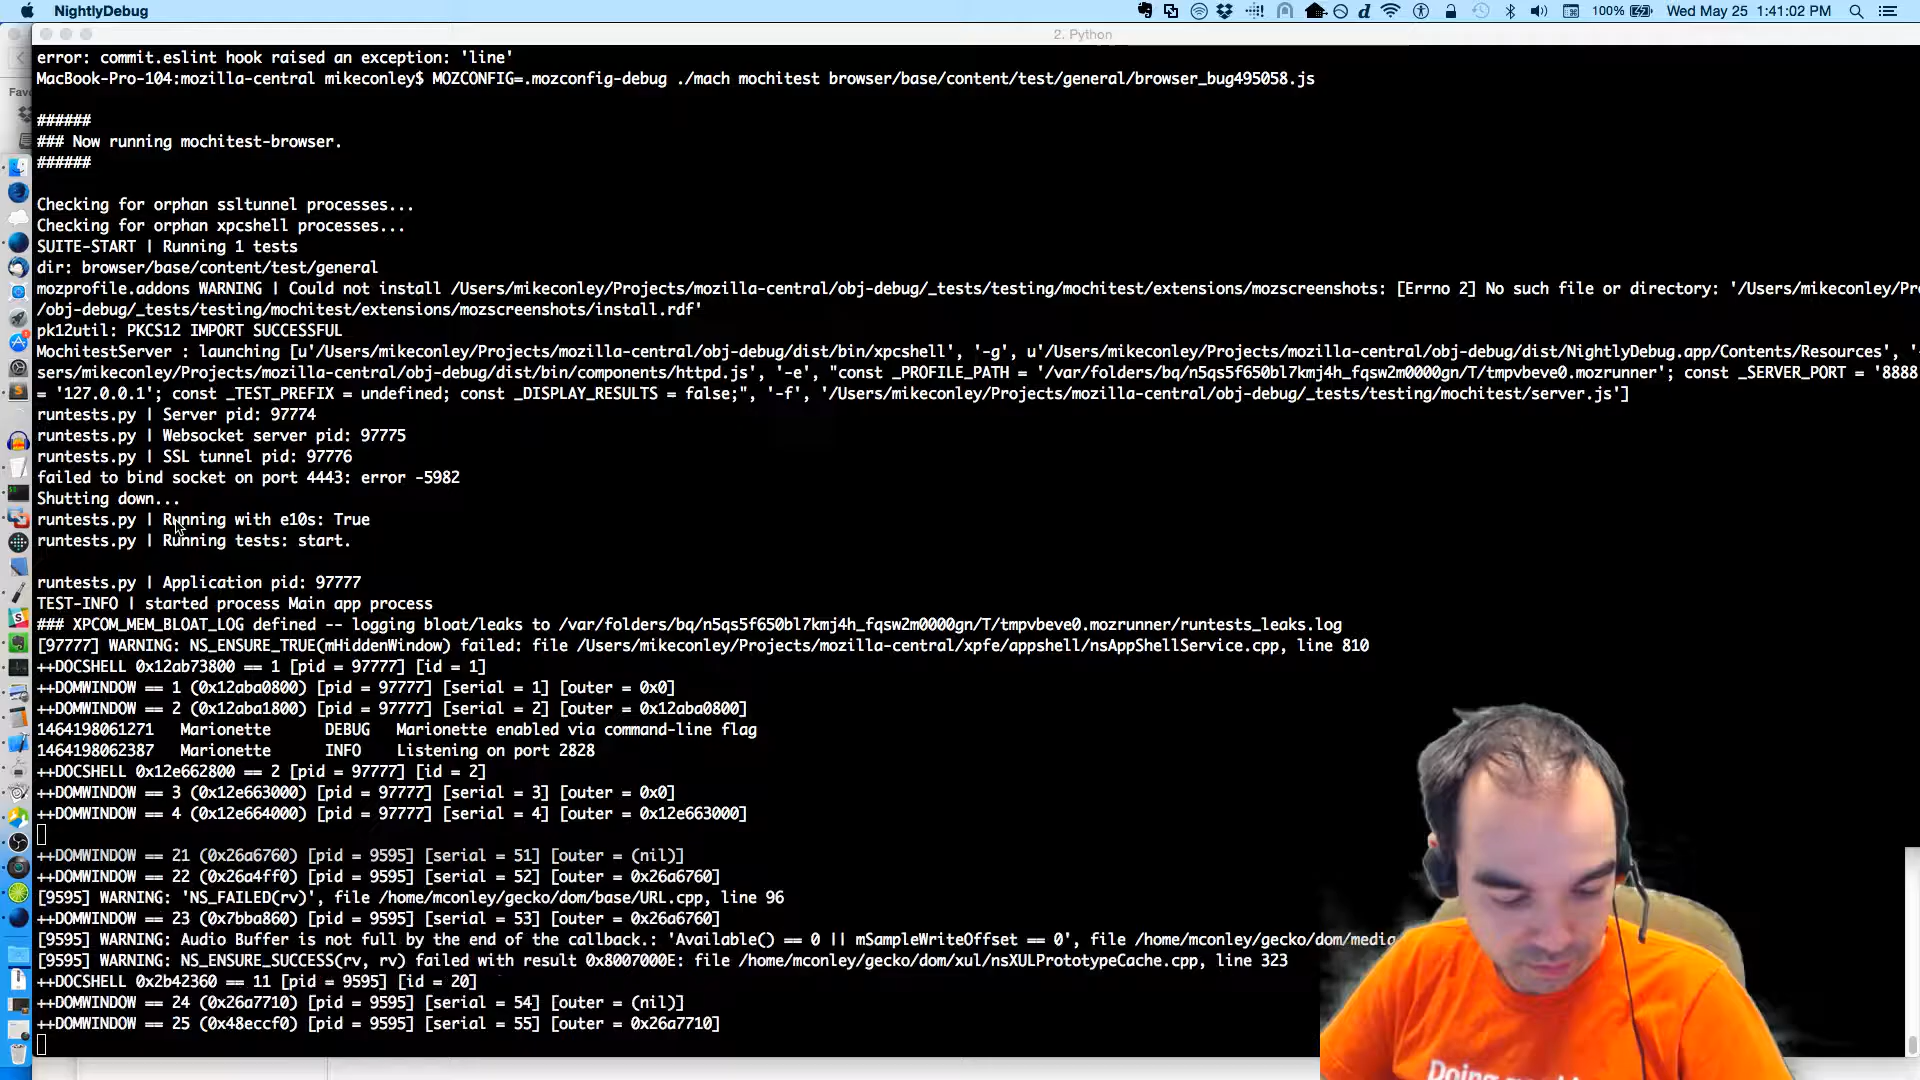 NightlyDebug
100%
Wed May 25 1:41:02 PM
2. Python
Favo
error: commit.eslint hook raised an exception: 'line'
MacBook-Pro-104:mozilla-central mikeconley$ MOZCONFIG=.mozconfig-debug ./mach mochitest browser/base/content/test/general/browser_bug495058.js
######
### Now running mochitest-browser.
######
Checking for orphan ssltunnel processes...
Checking for orphan xpcshell processes...
SUITE-START | Running 1 tests
dir: browser/base/content/test/general
mozprofile.addons WARNING | Could not install /Users/mikeconley/Projects/mozilla-central/obj-debug/_tests/testing/mochitest/extensions/mozscreenshots: [Errno 2] No such file or directory: '/Users/mikeconley/Pr
/obj-debug/_tests/testing/mochitest/extensions/mozscreenshots/install.rdf'
pk12util: PKCS12 IMPORT SUCCESSFUL
MochitestServer : launching [u'/Users/mikeconley/Projects/mozilla-central/obj-debug/dist/bin/xpcshell', '-g', u'/Users/mikeconley/Projects/mozilla-central/obj-debug/dist/NightlyDebug.app/Contents/Resources', '-
sers/mikeconley/Projects/mozilla-central/obj-debug/dist/bin/components/httpd.js', '-e', "const _PROFILE_PATH = '/var/folders/bq/n5qs5f650bl7kmj4h_fqsw2m0000gn/T/tmpvbeve0.mozrunner'; const _SERVER_PORT = '8888
= '127.0.0.1'; const _TEST_PREFIX = undefined; const _DISPLAY_RESULTS = false;", '-f', '/Users/mikeconley/Projects/mozilla-central/obj-debug/_tests/testing/mochitest/server.js']
runtests.py | Server pid: 97774
runtests.py | Websocket server pid: 97775
runtests.py | SSL tunnel pid: 97776
failed to bind socket on port 4443: error -5982
Shutting down...
runtests.py | Running with e10s: True
runtests.py | Running tests: start.
runtests.py | Application pid: 97777
TEST-INFO | started process Main app process
### XPCOM_MEM_BLOAT_LOG defined -- logging bloat/leaks to /var/folders/bq/n5qs5f650bl7kmj4h_fqsw2m0000gn/T/tmpvbeve0.mozrunner/runtests_leaks.log
[97777] WARNING: NS_ENSURE_TRUE(mHiddenWindow) failed: file /Users/mikeconley/Projects/mozilla-central/xpfe/appshell/nsAppShellService.cpp, line 810
++DOCSHELL 0x12ab73800 == 1 [pid = 97777] [id = 1]
++DOMWINDOW == 1 (0x12aba0800) [pid = 97777] [serial = 1] [outer = 0x0]
++DOMWINDOW == 2 (0x12aba1800) [pid = 97777] [serial = 2] [outer = 0x12aba0800]
1464198061271 Marionette DEBUG Marionette enabled via command-line flag
1464198062387 Marionette INFO Listening on port 2828
++DOCSHELL 0x12e662800 == 2 [pid = 97777] [id = 2]
++DOMWINDOW == 3 (0x12e663000) [pid = 97777] [serial = 3] [outer = 0x0]
++DOMWINDOW == 4 (0x12e664000) [pid = 97777] [serial = 4] [outer = 0x12e663000]
++DOMWINDOW == 21 (0x26a6760) [pid = 9595] [serial = 51] [outer = (nil)]
++DOMWINDOW == 22 (0x26a4ff0) [pid = 9595] [serial = 52] [outer = 0x26a6760]
[9595] WARNING: 'NS_FAILED(rv)', file /home/mconley/gecko/dom/base/URL.cpp, line 96
++DOMWINDOW == 23 (0x7bba860) [pid = 9595] [serial = 53] [outer = 0x26a6760]
[9595] WARNING: Audio Buffer is not full by the end of the callback.: 'Available() == 0 || mSampleWriteOffset == 0', file /home/mconley/gecko/dom/media
[9595] WARNING: NS_ENSURE_SUCCESS(rv, rv) failed with result 0x8007000E: file /home/mconley/gecko/dom/xul/nsXULPrototypeCache.cpp, line 323
++DOCSHELL 0x2b42360 == 11 [pid = 9595] [id = 20]
++DOMWINDOW == 24 (0x26a7710) [pid = 9595] [serial = 54] [outer = (nil)]
++DOMWINDOW == 25 (0x48eccf0) [pid = 9595] [serial = 55] [outer = 0x26a7710]
Doing